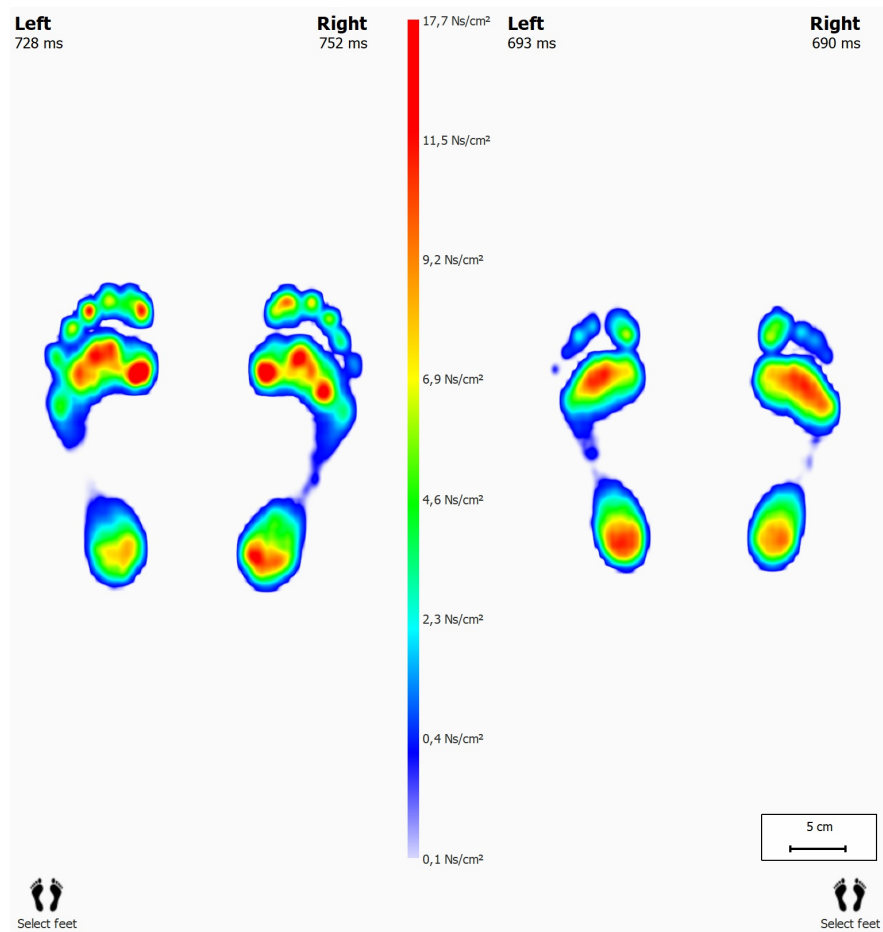 Left
728 ms
Right
752 ms
17,7 Ns/cm²
11,5 Ns/cm²
9,2 Ns/cm²
6,9 Ns/cm²
4,6 Ns/cm²
2,3 Ns/cm²
0,4 Ns/cm²
0,1 Ns/cm²
Left
693 ms
Right
690 ms
5 cm
Select feet
Select feet